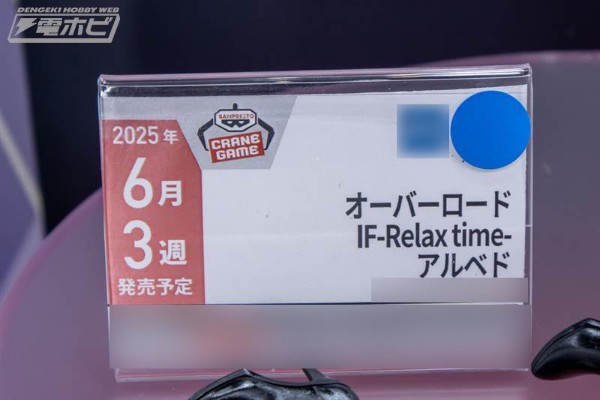 DENGEKI HOBBY WEB
電ホビ
BANPRESTO
CRANE
GAME
2025年
6月
3週
発売予定
オーバーロード
IF-Relax time-
アルベド